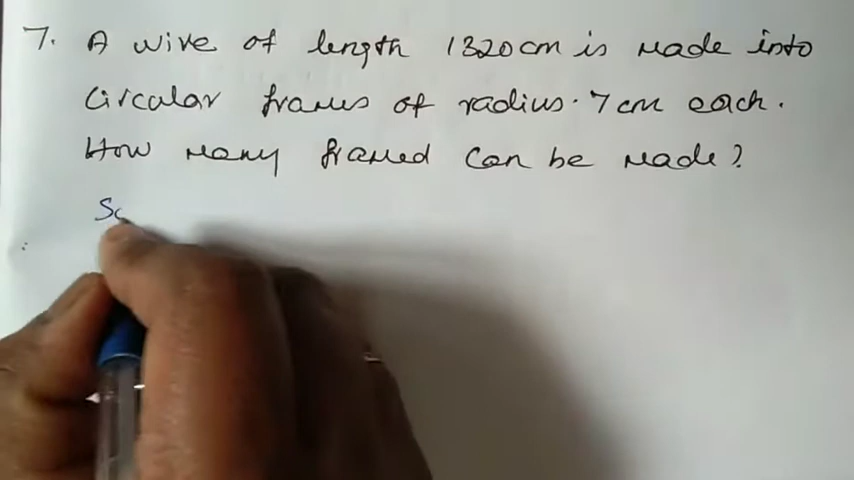 7. A wire of length 1320cm is made into
circular frames of radius. 7cm each.
How many framed can be made?
So